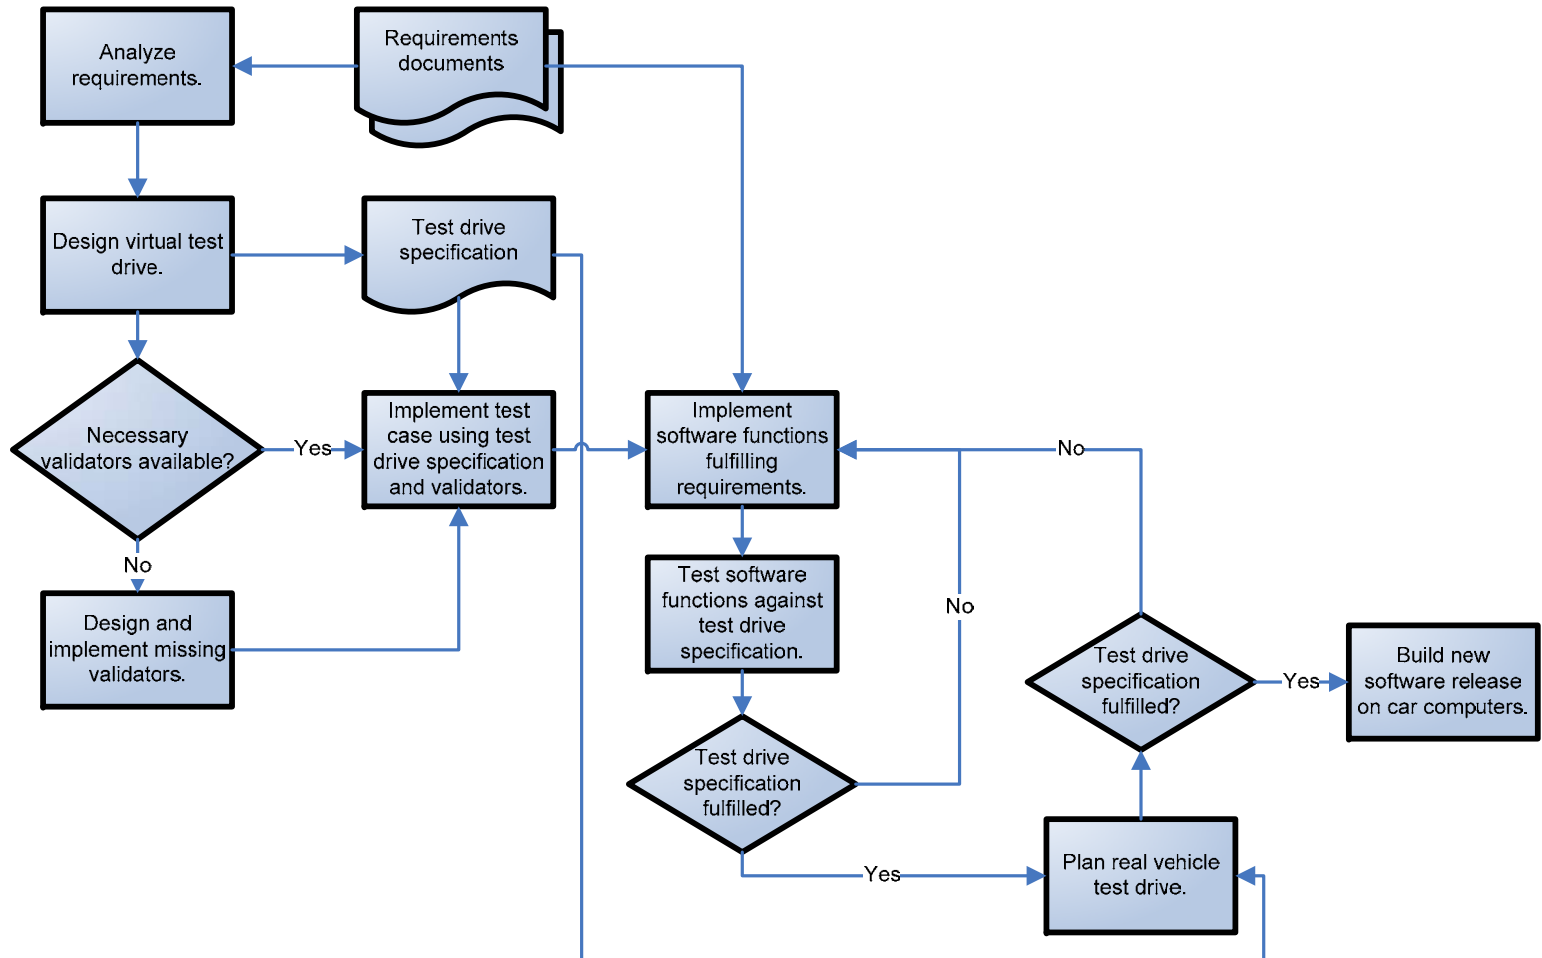 Analyze
requirements.
Requirements
documents
Design virtual test
drive.
Test drive
specification
Necessary
validators available?
Yes
Implement test
case using test
drive specification
and validators.
Implement
software functions
fulfilling
requirements.
No
No
Design and
implement missing
validators.
Test software
functions against
test drive
specification.
No
Test drive
specification
fulfilled?
Yes
Build new
software release
on car computers.
Test drive
specification
fulfilled?
Yes
Plan real vehicle
test drive.